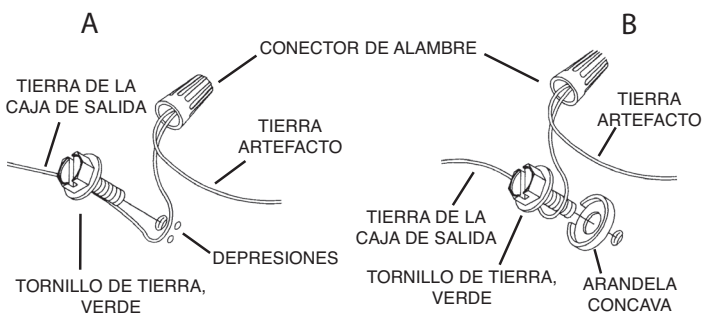 A
B
CONECTOR DE ALAMBRE
TIERRA DE LA
CAJA DE SALIDA
TIERRA
ARTEFACTO
TIERRA
ARTEFACTO
TIERRA DE LA
CAJA DE SALIDA
DEPRESIONES
TORNILLO DE TIERRA,
VERDE
TORNILLO DE TIERRA,
VERDE
ARANDELA
CONCAVA